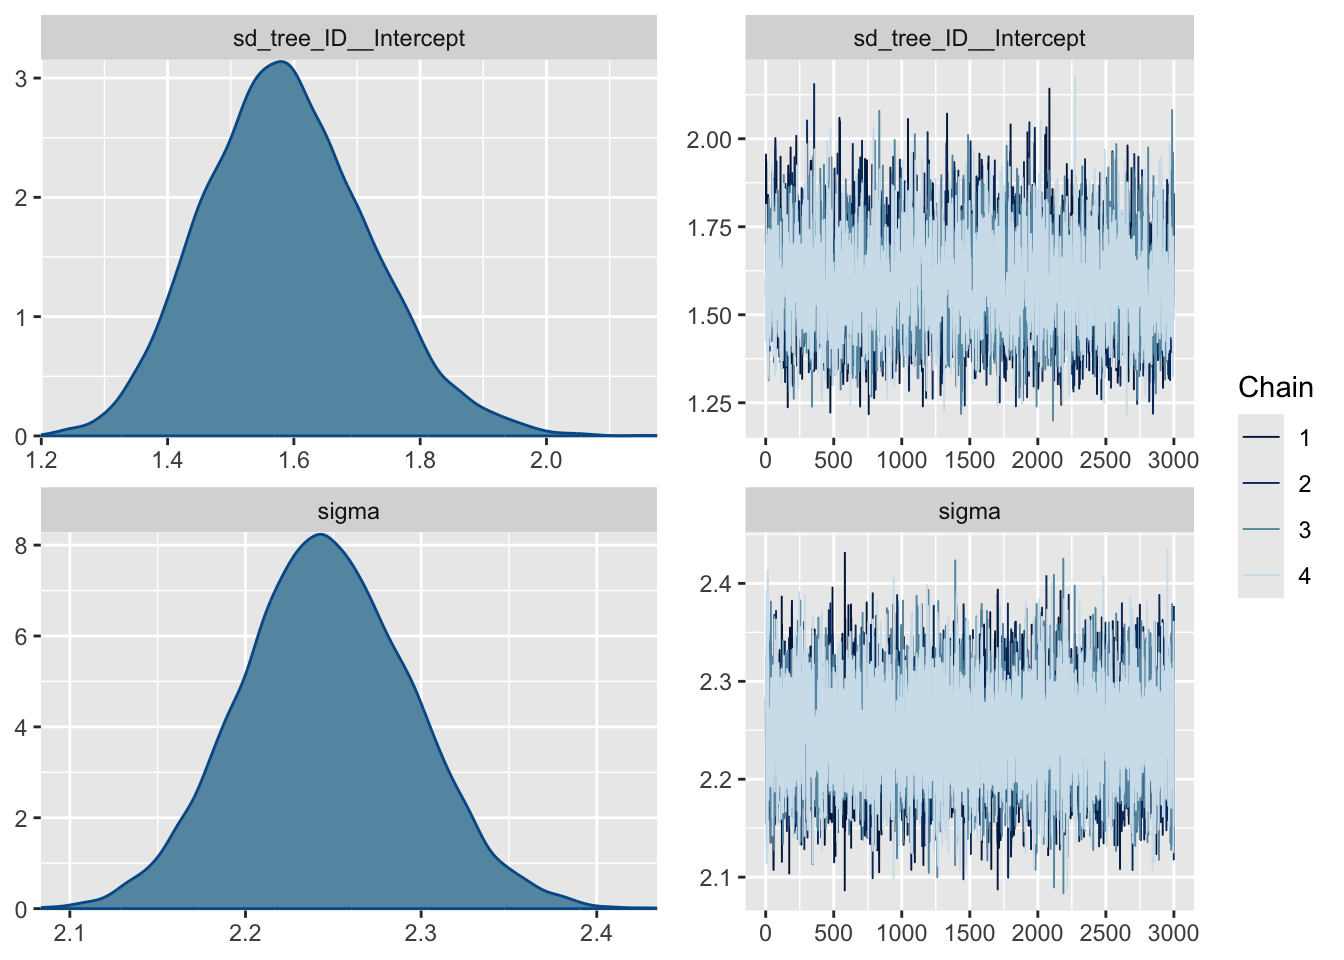 sd_tree_ID__Intercept
3
2
1
0
1.2 1.4 1.6 1.8 2.0
sd_tree_ID__Intercept
2.00
1.75
1.50
1.25
0 500 1000 1500 2000 2500 3000
sigma
8
6
4
2
0
2.1 2.2 2.3 2.4
sigma
2.4
2.3
2.2
2.1
0 500 1000 1500 2000 2500 3000
Chain
1
2
3
4